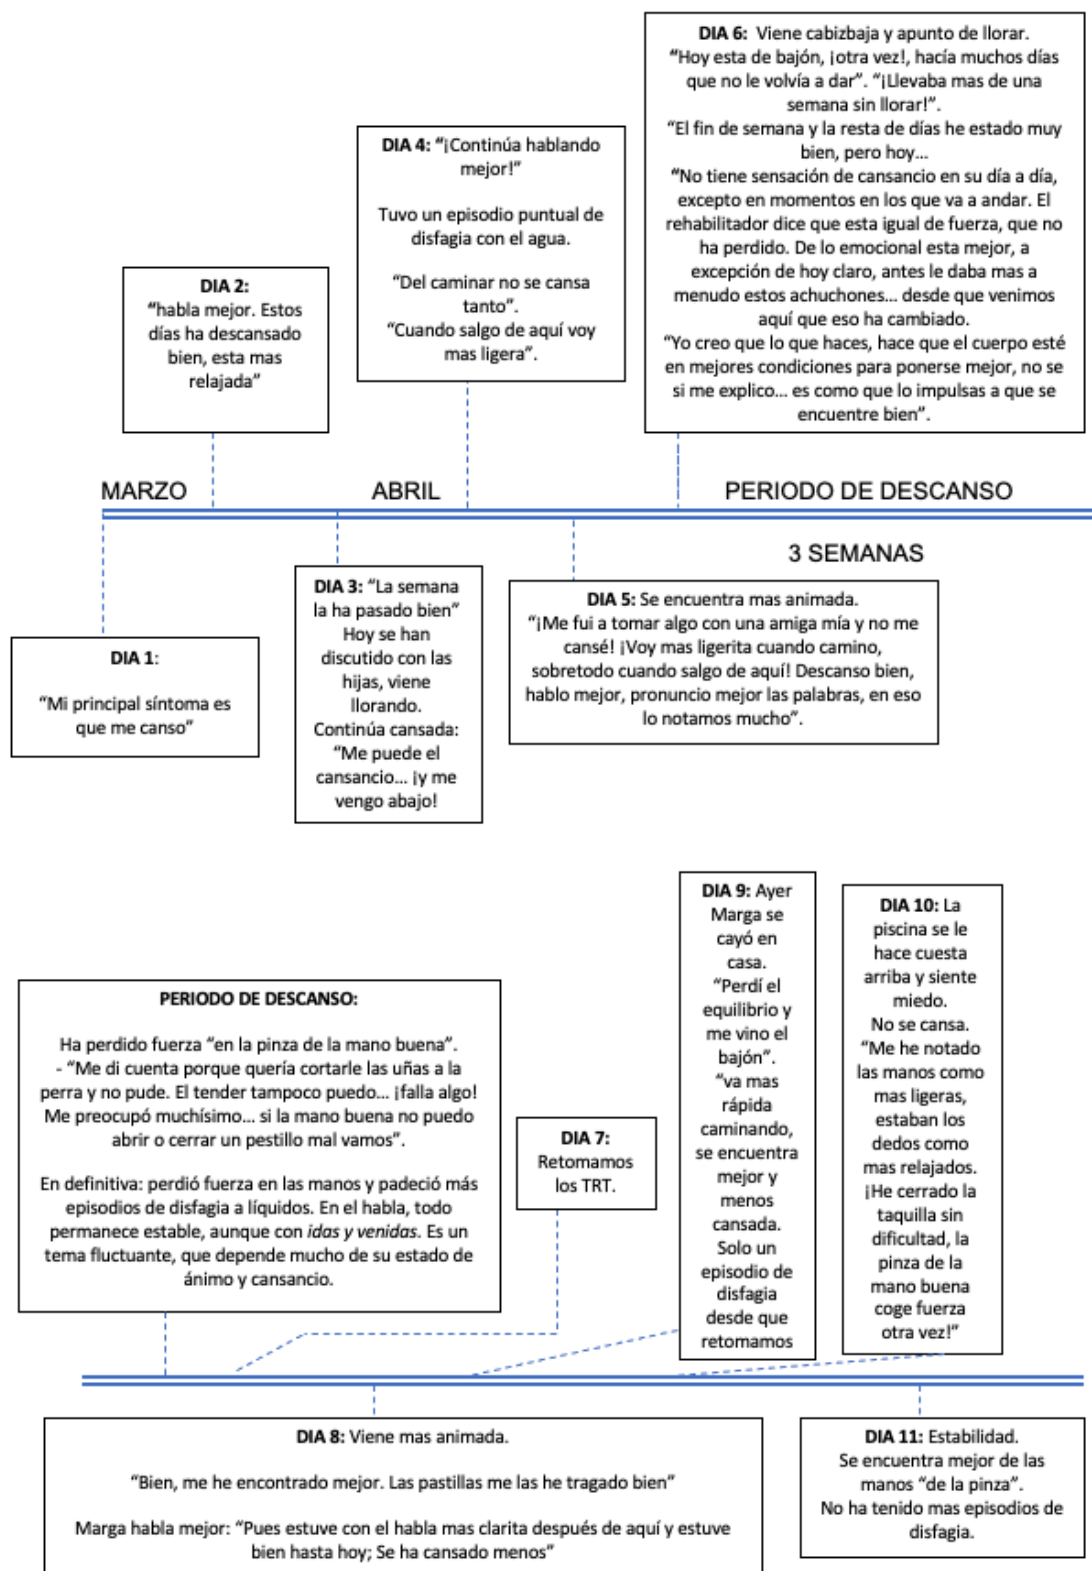 DIA 6: Viene cabizbaja y apunto de llorar.
“Hoy esta de bajón, ¡otra vez!, hacía muchos días
que no le volvía a dar”. “¡Llevaba mas de una
semana sin llorar!”.
“El fin de semana y la resta de días he estado muy
bien, pero hoy...
“No tiene sensación de cansancio en su día a día,
excepto en momentos en los que va a andar. El
rehabilitador dice que esta igual de fuerza, que no
ha perdido. De lo emocional esta mejor, a
excepción de hoy claro, antes le daba mas a
menudo estos achuchones... desde que venimos
aquí que eso ha cambiado.
“Yo creo que lo que haces, hace que el cuerpo esté
en mejores condiciones para ponerse mejor, no se
si me explico... es como que lo impulsas a que se
encuentre bien”.
DIA 4: “¡Continúa hablando
mejor!”
Tuvo un episodio puntual de
disfagia con el agua.
“Del caminar no se cansa
tanto”.
“Cuando salgo de aquí voy
mas ligera”.
DIA 2:
“habla mejor. Estos
días ha descansado
bien, esta mas
relajada”
MARZO
ABRIL
PERIODO DE DESCANSO
3 SEMANAS
DIA 1:
“Mi principal síntoma es
que me canso”
DIA 3: “La semana
la ha pasado bien”
Hoy se han
discutido con las
hijas, viene
llorando.
Continúa cansada:
“Me puede el
cansancio... ¡y me
vengo abajo!
DIA 5: Se encuentra mas animada.
“¡Me fui a tomar algo con una amiga mía y no me
cansé! ¡Voy mas ligerita cuando camino,
sobretodo cuando salgo de aquí! Descanso bien,
hablo mejor, pronuncio mejor las palabras, en eso
lo notamos mucho”.
PERIODO DE DESCANSO:
Ha perdido fuerza “en la pinza de la mano buena”.
- “Me di cuenta porque quería cortarle las uñas a la
perra y no pude. El tender tampoco puedo... ¡falla algo!
Me preocupó muchísimo... si la mano buena no puedo
abrir o cerrar un pestillo mal vamos”.
En definitiva: perdió fuerza en las manos y padeció más
episodios de disfagia a líquidos. En el habla, todo
permanece estable, aunque con idas y venidas. Es un
tema fluctuante, que depende mucho de su estado de
ánimo y cansancio.
DIA 7:
Retomamos
los TRT.
DIA 9: Ayer
Marga se
cayó en
casa.
“Perdí el
equilibrio y
me vino el
bajón”.
“va mas
rápida
caminando,
se encuentra
mejor y
menos
cansada.
Solo un
episodio de
disfagia
desde que
retomamos
DIA 10: La
piscina se le
hace cuesta
arriba y siente
miedo.
No se cansa.
“Me he notado
las manos como
mas ligeras,
estaban los
dedos como
mas relajados.
¡He cerrado la
taquilla sin
dificultad, la
pinza de la
mano buena
coge fuerza
otra vez!”
DIA 8: Viene mas animada.
“Bien, me he encontrado mejor. Las pastillas me las he tragado bien”
Marga habla mejor: “Pues estuve con el habla mas clarita después de aquí y estuve
bien hasta hoy; Se ha cansado menos”
DIA 11: Estabilidad.
Se encuentra mejor de las
manos “de la pinza”.
No ha tenido mas episodios de
disfagia.